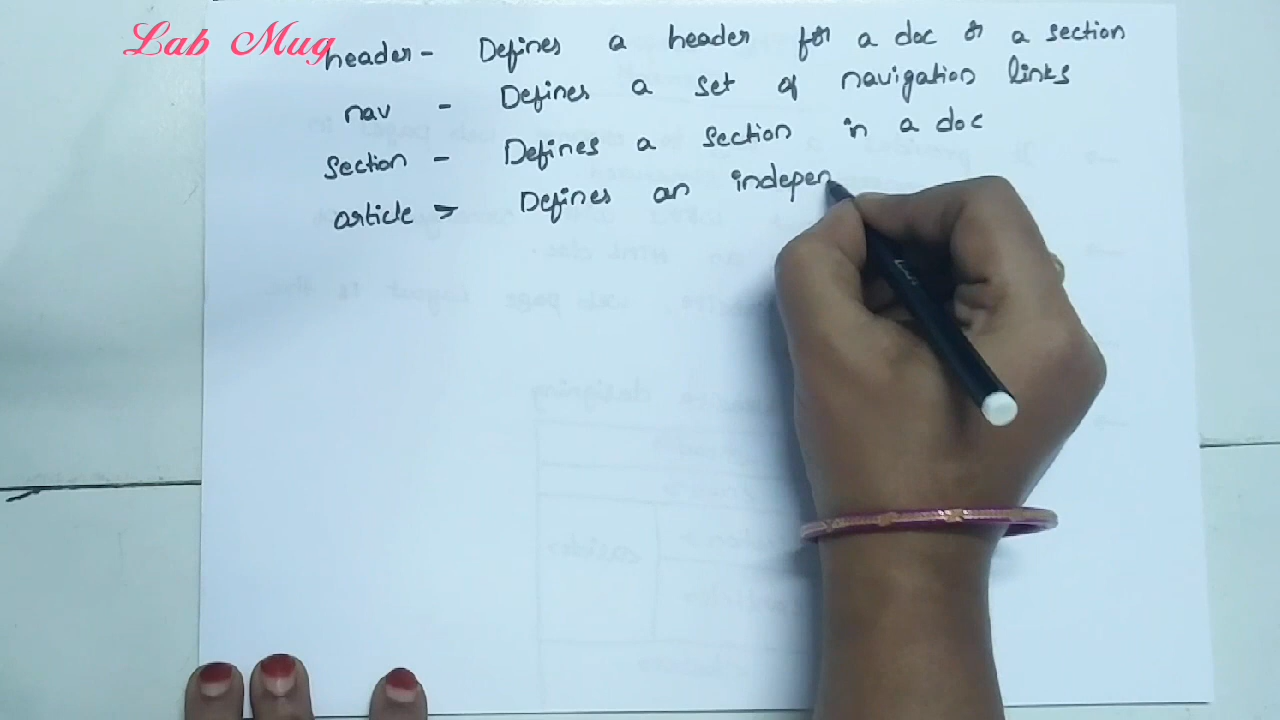 Lab Mug
header - Defines a header for a doc or a section
nav - Defines a set of navigation links
section - Defines a section in a doc
article - Defines an indepen